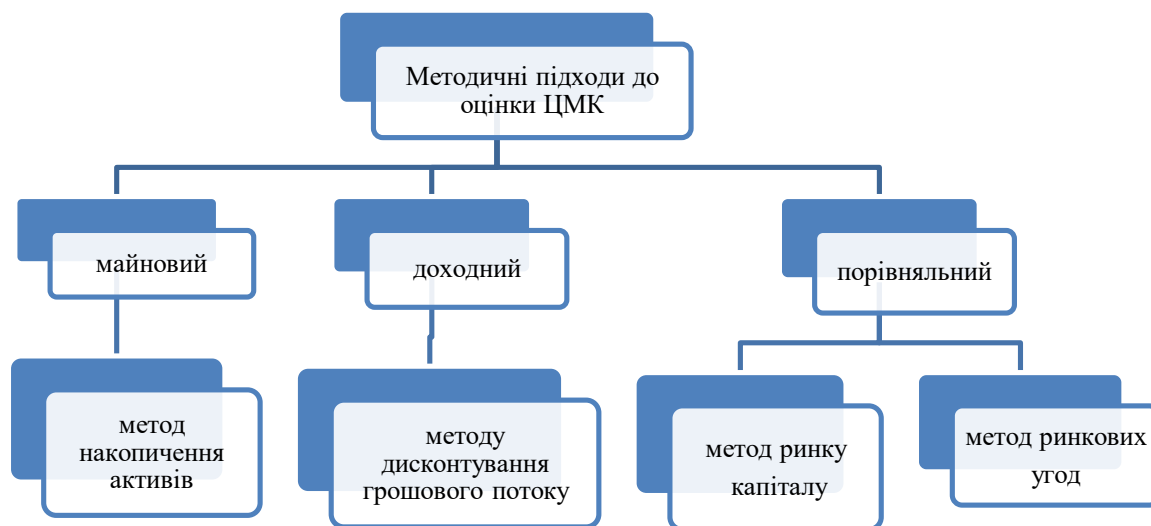 Методичні підходи до
оцінки ЦМК
майновий
доходний
порівняльний
метод
накопичення
активів
методу
дисконтування
грошового потоку
метод ринку
капіталу
метод ринкових
угод